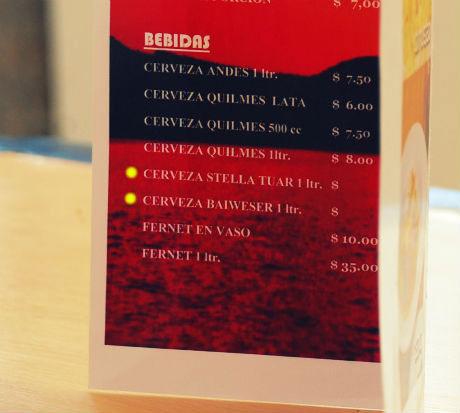 $ 7,00
BEBIDAS
CERVEZA ANDES 1 ltr. $ 7.50
CERVEZA QUILMES LATA $ 6.00
CERVEZA QUILMES 500 cc $ 7.50
CERVEZA QUILMES 1ltr. $ 8.00
CERVEZA STELLA TUAR 1 ltr. $
CERVEZA BAIWESER 1 ltr. $
FERNET EN VASO $ 10.00
FERNET 1 ltr. $ 35.00